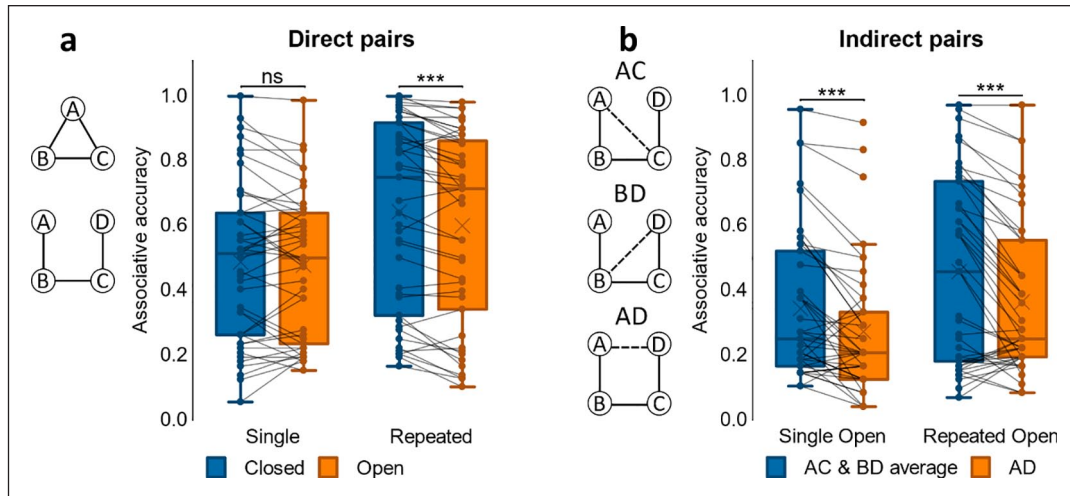 a
Direct pairs
A
B
C
A
D
B
C
Associative accuracy
1.0
0.8
0.6
0.4
0.2
0.0
ns
***
Single
Repeated
Closed
Open
b
Indirect pairs
AC
A
D
B
C
BD
A
D
B
C
AD
A
D
B
C
Associative accuracy
1.0
0.8
0.6
0.4
0.2
0.0
***
***
Single Open
Repeated Open
AC & BD average
AD